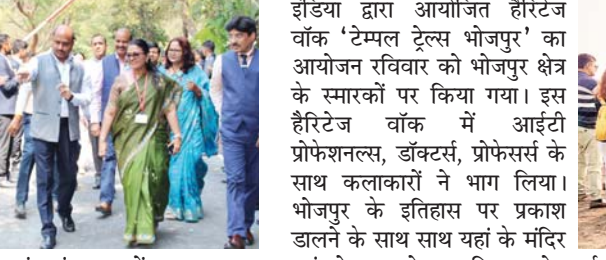 इंडिया द्वारा आयोजित हैरिटेज
वॉक ‘टेम्पल ट्रेल्स भोजपुर’ का
आयोजन रविवार को भोजपुर क्षेत्र
के स्मारकों पर किया गया। इस
हैरिटेज वॉक में आईटी
प्रोफेशनल्स, डॉक्टर्स, प्रोफेसर्स के
साथ कलाकारों ने भाग लिया।
भोजपुर के इतिहास पर प्रकाश
डालने के साथ साथ यहां के मंदिर